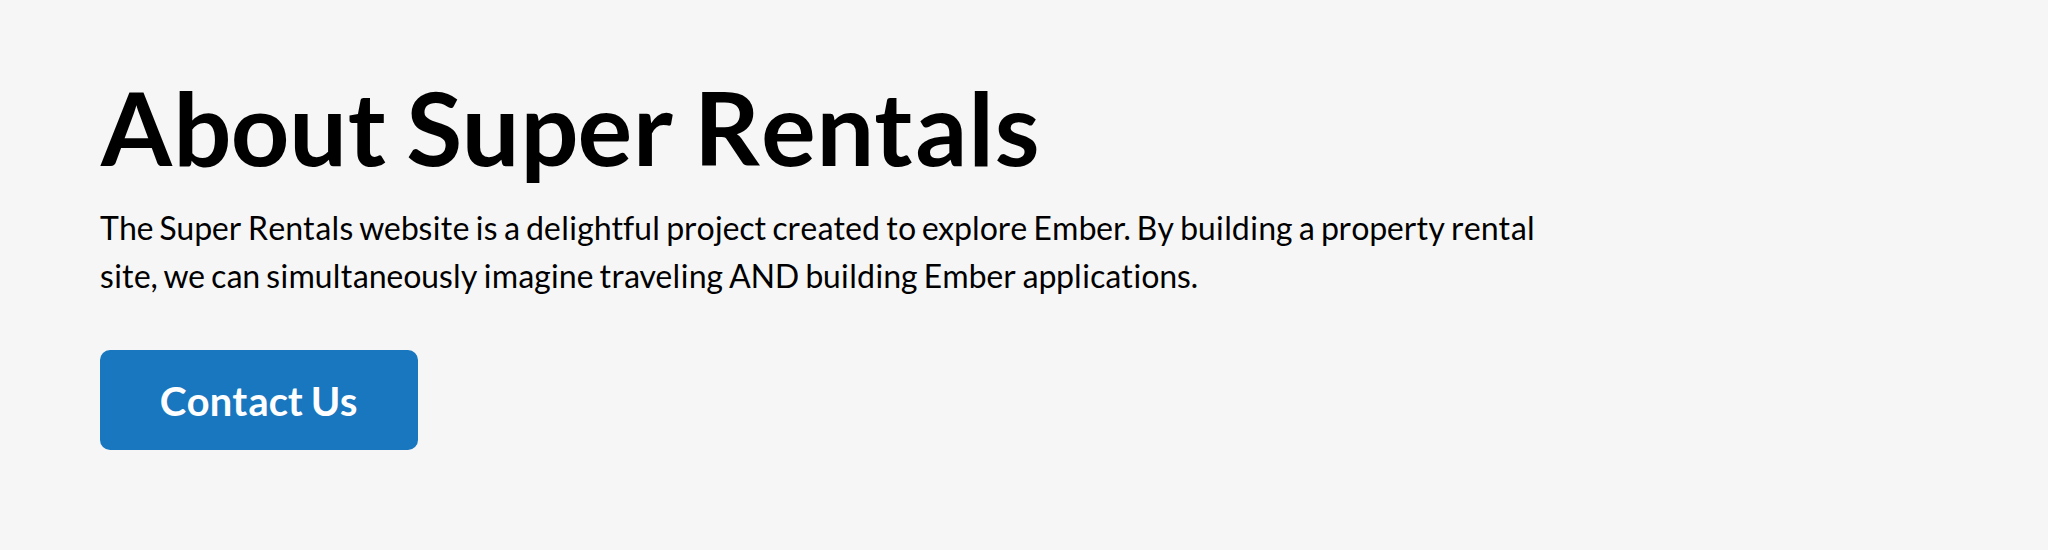 About Super Rentals
The Super Rentals website is a delightful project created to explore Ember. By building a property rental
site, we can simultaneously imagine traveling AND building Ember applications.
Contact Us